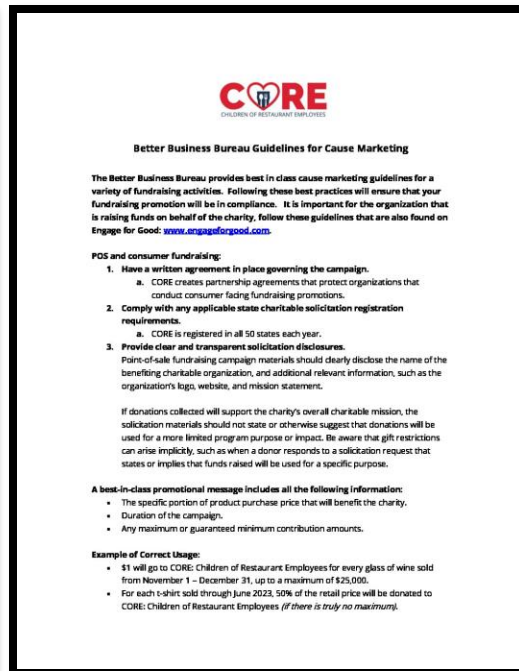 CORE
CHILDREN OF RESTAURANT EMPLOYEES
Better Business Bureau Guidelines for Cause Marketing
The Better Business Bureau provides best in class cause marketing guidelines for a
variety of fundraising activities. Following these best practices will ensure that your
fundraising promotion will be in compliance. It is important for the organization that
is raising funds on behalf of the charity, follow these guidelines that are also found on
Engage for Good: www.engageforgood.com.
POS and consumer fundraising:
1. Have a written agreement in place governing the campaign.
a. CORE creates partnership agreements that protect organizations that
conduct consumer facing fundraising promotions.
2. Comply with any applicable state charitable solicitation registration
requirements.
a. CORE is registered in all 50 states each year.
3. Provide clear and transparent solicitation disclosures.
Point-of-sale fundraising campaign materials should clearly disclose the name of the
benefiting charitable organization, and additional relevant information, such as the
organization's logo, website, and mission statement.
If donations collected will support the charity's overall charitable mission, the
solicitation materials should not state or otherwise suggest that donations will be
used for a more limited program purpose or impact. Be aware that gift restrictions
can arise implicitly, such as when a donor responds to a solicitation request that
states or implies that funds raised will be used for a specific purpose.
A best-in-class promotional message includes all the following information:
• The specific portion of product purchase price that will benefit the charity.
• Duration of the campaign.
• Any maximum or guaranteed minimum contribution amounts.
Example of Correct Usage:
• $1 will go to CORE: Children of Restaurant Employees for every glass of wine sold
from November 1 – December 31, up to a maximum of $25,000.
• For each t-shirt sold through June 2023, 50% of the retail price will be donated to
CORE: Children of Restaurant Employees (if there is truly no maximum).